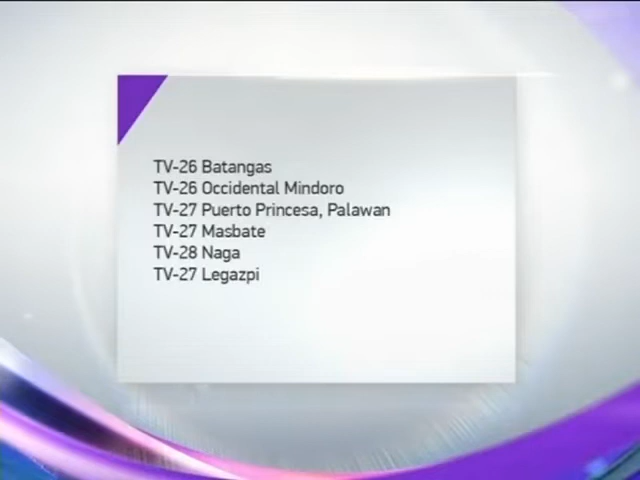 TV-26 Batangas
TV-26 Occidental Mindoro
TV-27 Puerto Princesa, Palawan
TV-27 Masbate
TV-28 Naga
TV-27 Legazpi